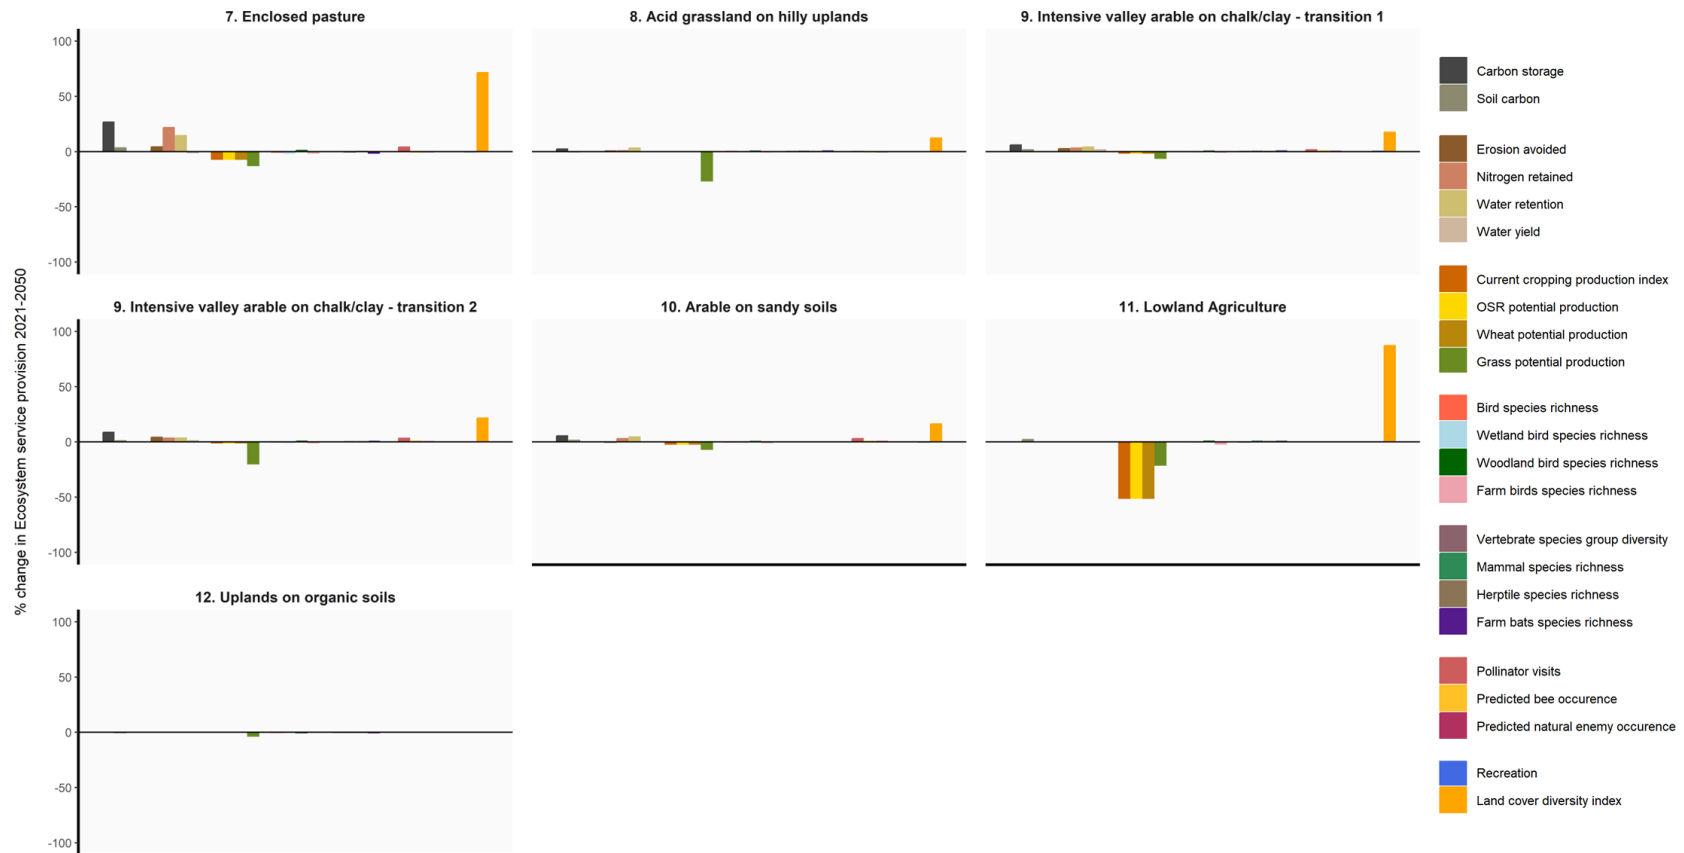 7. Enclosed pasture
8. Acid grassland on hilly uplands
9. Intensive valley arable on chalk/clay - transition 1
100
50
0
-50
-100
9. Intensive valley arable on chalk/clay - transition 2
10. Arable on sandy soils
11. Lowland Agriculture
100
50
0
-50
-100
12. Uplands on organic soils
100
50
0
-50
-100
% change in Ecosystem service provision 2021-2050
Carbon storage
Soil carbon
Erosion avoided
Nitrogen retained
Water retention
Water yield
Current cropping production index
OSR potential production
Wheat potential production
Grass potential production
Bird species richness
Wetland bird species richness
Woodland bird species richness
Farm birds species richness
Vertebrate species group diversity
Mammal species richness
Herptile species richness
Farm bats species richness
Pollinator visits
Predicted bee occurence
Predicted natural enemy occurence
Recreation
Land cover diversity index